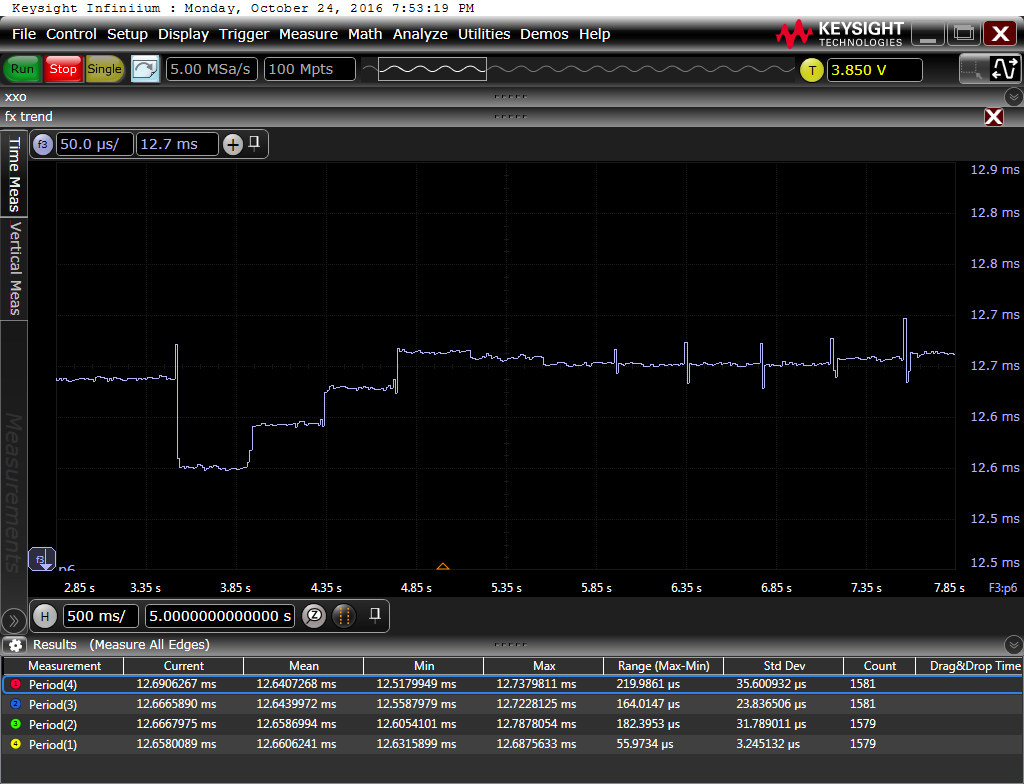 Keysight Infiniium : Monday, October 24, 2016 7:53:19 PM
File Control Setup Display Trigger Measure Math Analyze Utilities Demos Help
KEYSIGHT
TECHNOLOGIES
Run Stop Single 5.00 MSa/s 100 Mpts T 3.850 V
xxo
fx trend
Time Meas
Vertical Meas
Measurements
f3 50.0 µs/ 12.7 ms
12.9 ms
12.8 ms
12.8 ms
12.7 ms
12.7 ms
12.6 ms
12.6 ms
12.5 ms
12.5 ms
f3 p6
2.85 s 3.35 s 3.85 s 4.35 s 4.85 s 5.35 s 5.85 s 6.35 s 6.85 s 7.35 s 7.85 s F3:p6
H 500 ms/ 5.0000000000000 s Z
Results (Measure All Edges)
Measurement Current Mean Min Max Range (Max-Min) Std Dev Count Drag&Drop Time
1 Period(4) 12.6906267 ms 12.6407268 ms 12.5179949 ms 12.7379811 ms 219.9861 µs 35.600932 µs 1581
2 Period(3) 12.6665890 ms 12.6439972 ms 12.5587979 ms 12.7228125 ms 164.0147 µs 23.836506 µs 1581
3 Period(2) 12.6667975 ms 12.6586994 ms 12.6054101 ms 12.7878054 ms 182.3953 µs 31.789011 µs 1579
4 Period(1) 12.6580089 ms 12.6606241 ms 12.6315899 ms 12.6875633 ms 55.9734 µs 3.245132 µs 1579